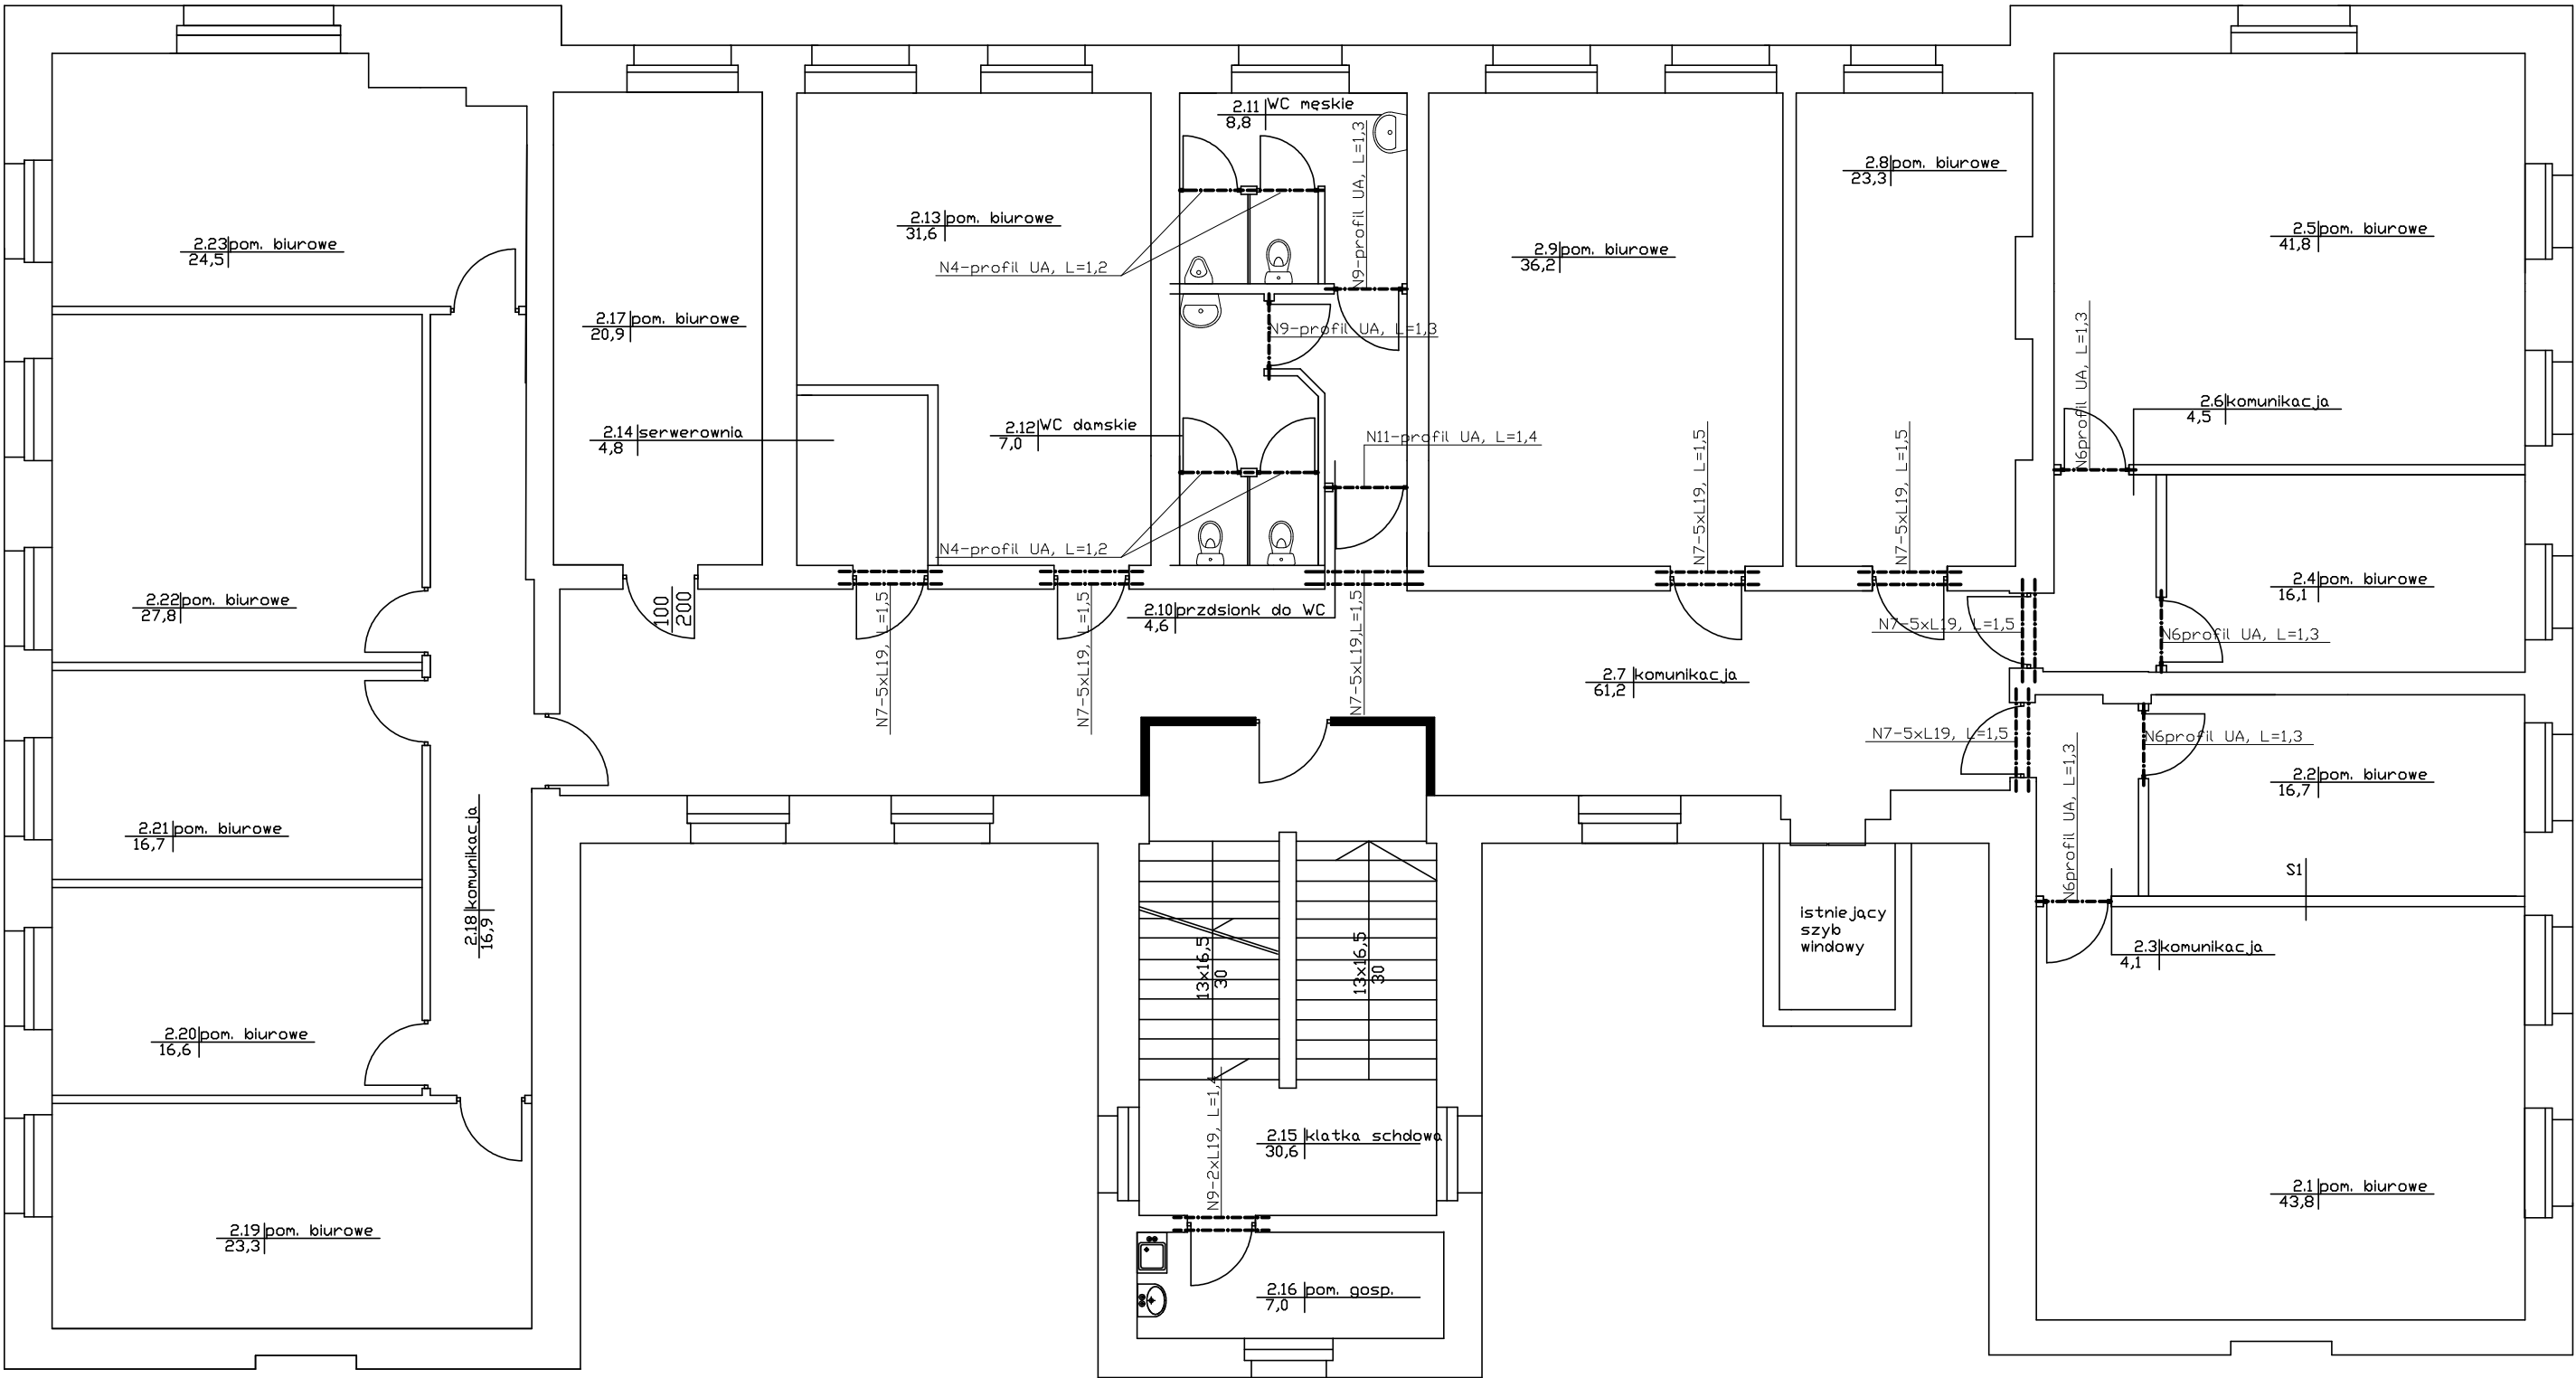 2.11 WC męskie
8,8
N9-profil UA, L=1,3
2.8 pom. biurowe
23,3
2.13 pom. biurowe
31,6
2.5 pom. biurowe
41,8
2.23 pom. biurowe
24,5
2.9 pom. biurowe
36,2
N4-profil UA, L=1,2
2.17 pom. biurowe
20,9
N9-profil UA, L=1,3
N6profil UA, L=1,3
2.6 komunikacja
4,5
2.14 serwerownia
4,8
2.12 WC damskie
7,0
N11-profil UA, L=1,4
N7-5xL19, L=1,5
N7-5xL19, L=1,5
N4-profil UA, L=1,2
2.4 pom. biurowe
16,1
2.22 pom. biurowe
27,8
100
200
N7-5xL19, L=1,5
N7-5xL19, L=1,5
2.10 przdsionk do WC
4,6
N7-5xL19,L=1,5
N7-5xL19, L=1,5
N6profil UA, L=1,3
2.7 komunikacja
61,2
N7-5xL19, L=1,5
N6profil UA, L=1,3
N6profil UA, L=1,3
2.2 pom. biurowe
16,7
2.21 pom. biurowe
16,7
2.18 komunikacja
16,9
S1
istniejący
szyb
windowy
13x16,5
30
13x16,5
30
2.3 komunikacja
4,1
2.20 pom. biurowe
16,6
N9-2xL19, L=1,4
2.15 klatka schdowa
30,6
2.1 pom. biurowe
43,8
2.19 pom. biurowe
23,3
2.16 pom. gosp.
7,0